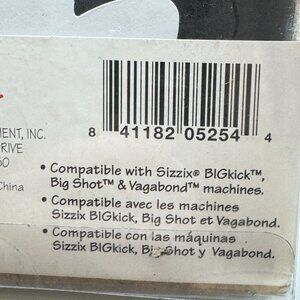 8 41182 05254 4
MENT, INC.
RIVE
60
China
• Compatible with Sizzix® BIGkick™,
Big Shot™ & Vagabond™ machines.
• Compatible avec les machines
Sizzix BIGkick, Big Shot et Vagabond.
• Compatible con las máquinas
Sizzix BIGkick, Big Shot y Vagabond.